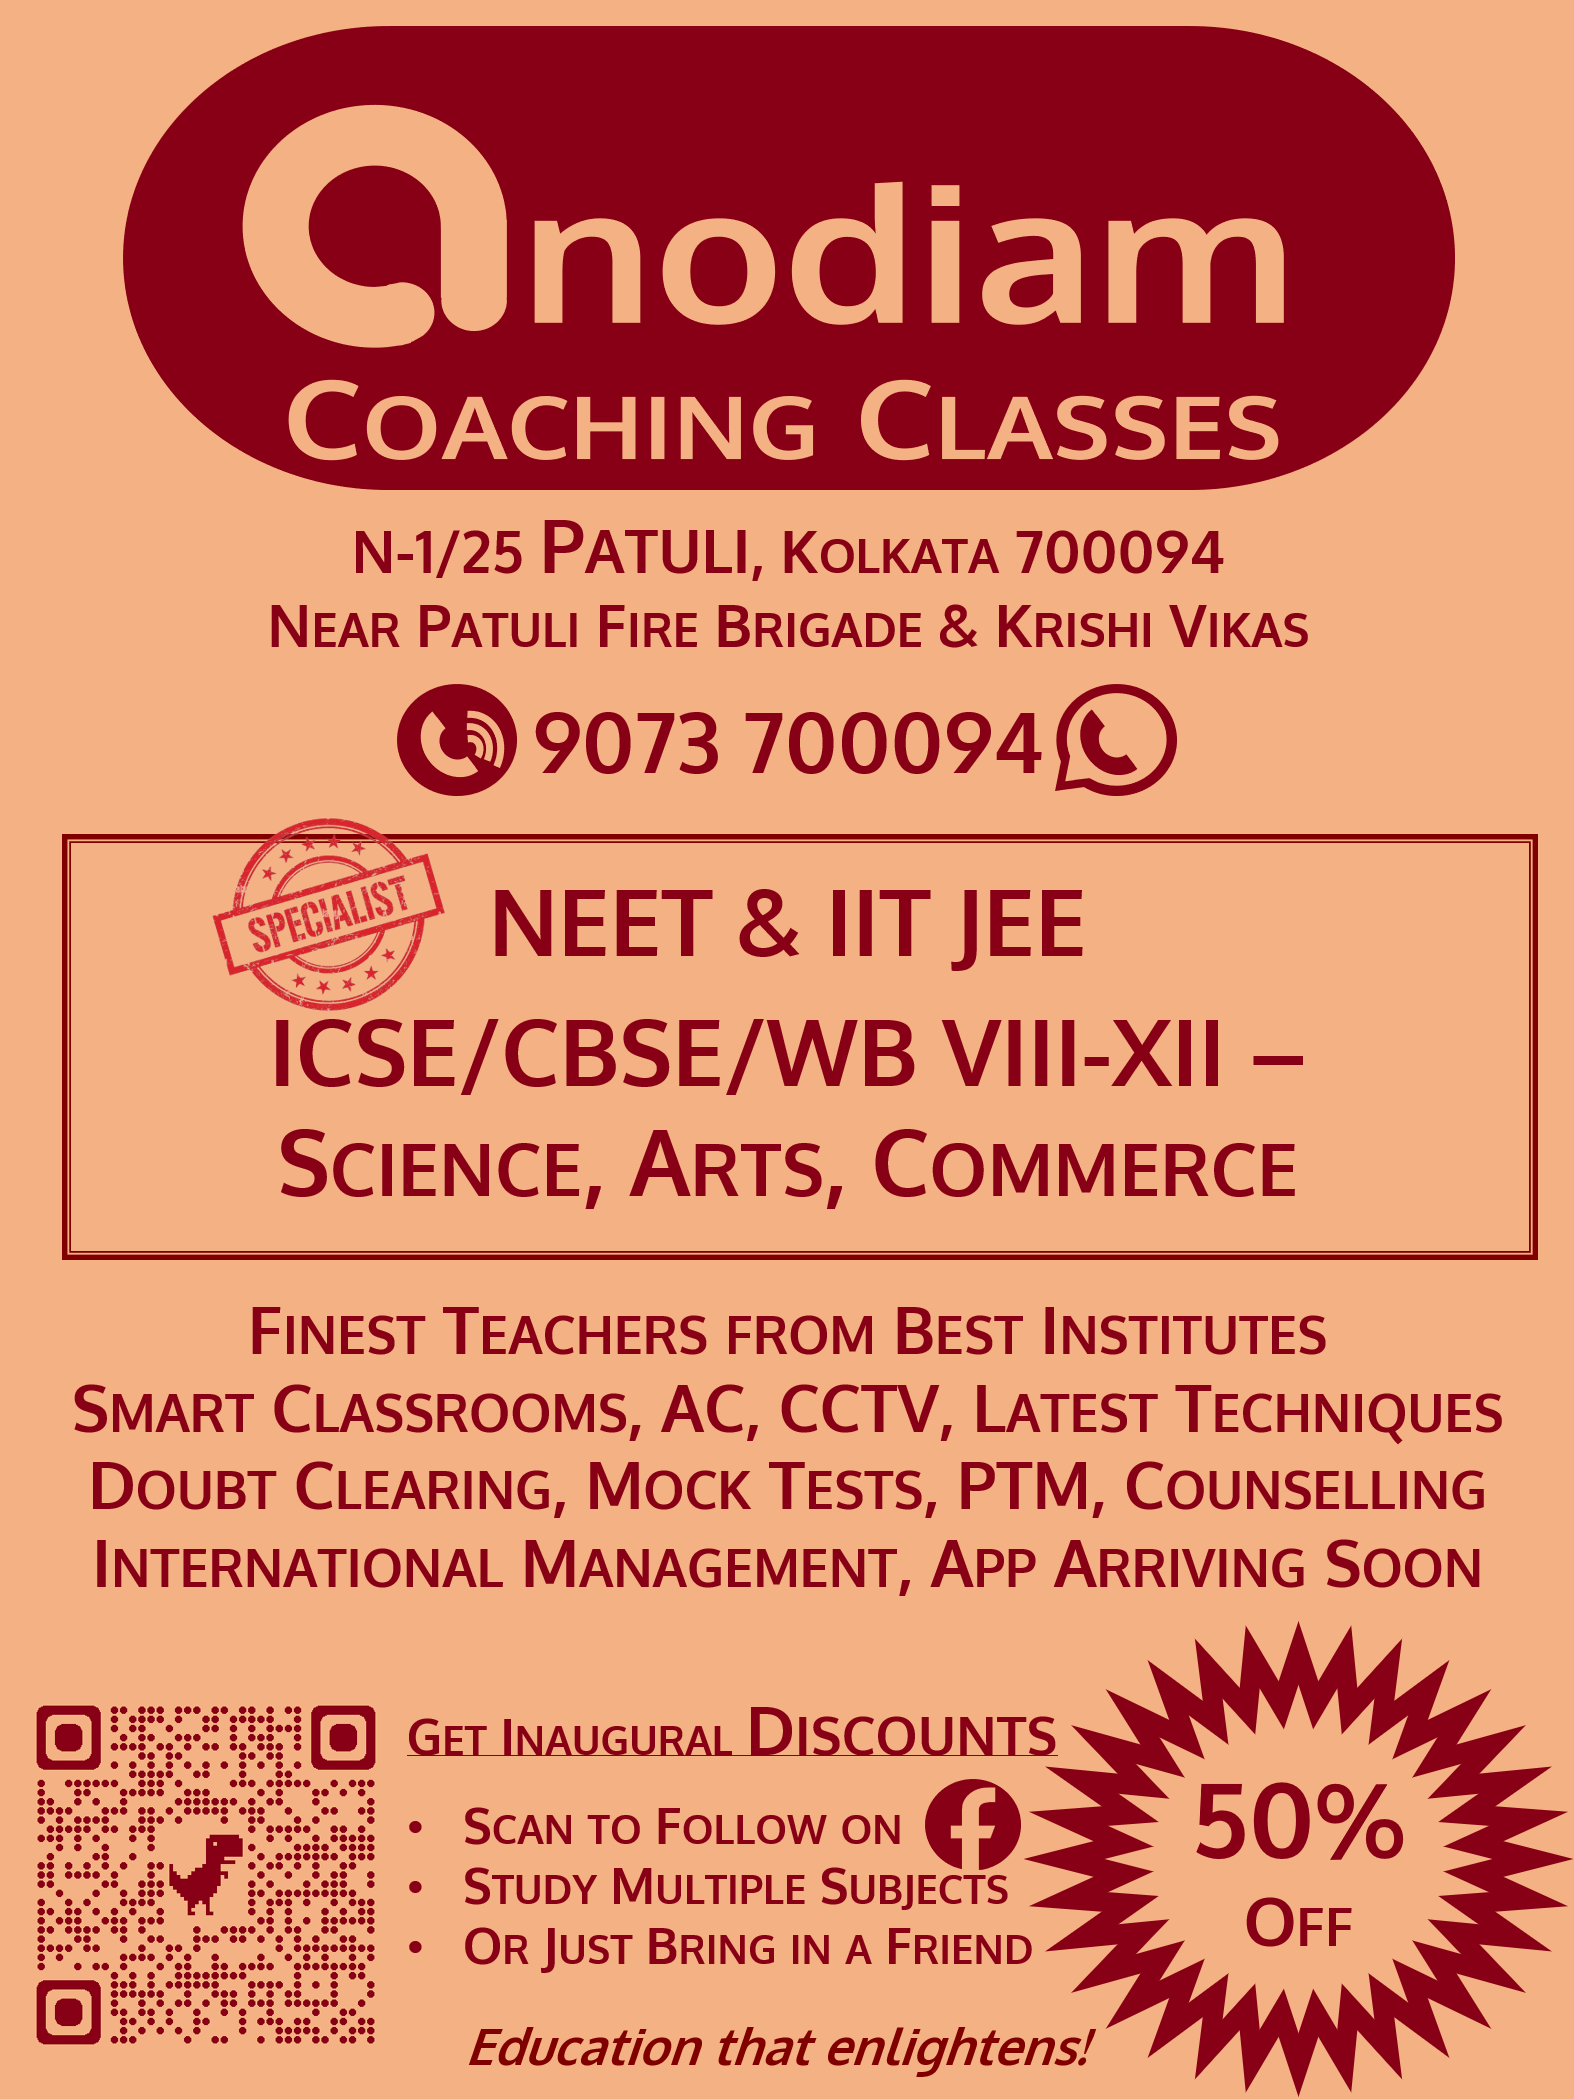 anodiam
Coaching Classes
N-1/25 Patuli, Kolkata 700094
Near Patuli Fire Brigade & Krishi Vikas
9073 700094
SPECIALIST
NEET & IIT JEE
ICSE/CBSE/WB VIII-XII –
Science, Arts, Commerce
Finest Teachers from Best Institutes
Smart Classrooms, AC, CCTV, Latest Techniques
Doubt Clearing, Mock Tests, PTM, Counselling
International Management, App Arriving Soon
Get Inaugural Discounts
• Scan to Follow on f
• Study Multiple Subjects
• Or Just Bring in a Friend
50%
Off
Education that enlightens!